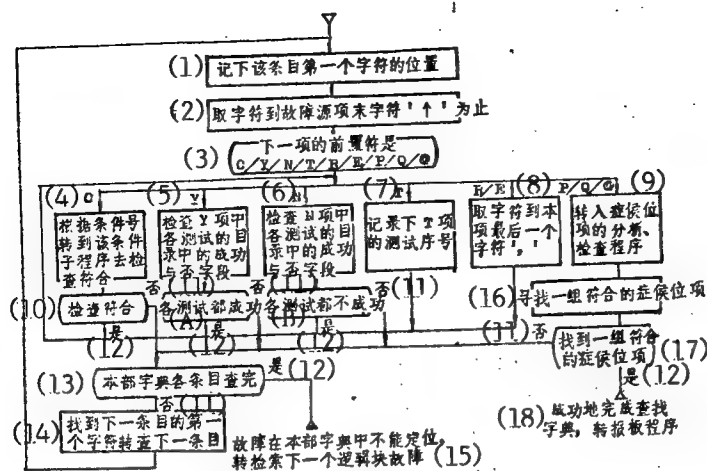 (1) 记下该条目第一个字符的位置
(2) 取字符到故障源项末字符'↑'为止
(3) 下一项的前置符是
C/Y/N/T/R/E/P/Q/@
(4) C
根据条件号
转到该条件
子程序去检
查符合
(5) Y
检查Y项中
各测试的目
录中的成功
与否字段
(6) N
检查N项中
各测试的目
录中的成功
与否字段
(7) T
记录下T项
的测试序号
R/E (8)
取字符到本
项最后一个
字符','
P/Q/@ (9)
转入症候位
项的分析、
检查程序
(10) 检查符合
否 (11)
各测试都成功
(A)
否 (11)
各测试都不成功
(B)
(11)
是 (12)
是 (12)
是 (12)
(16) 寻找一组符合的症候位项
(11) 否
找到一组符合
的症候位项 (17)
是 (12)
(13) 本部字典各条目查完
是 (12)
否 (11)
(14) 找到下一条目的第一
个字符转查下一条目
故障在本部字典中不能定位,
转检索下一个逻辑块故障 (15)
(18) 成功地完成查找
字典,转报板程序